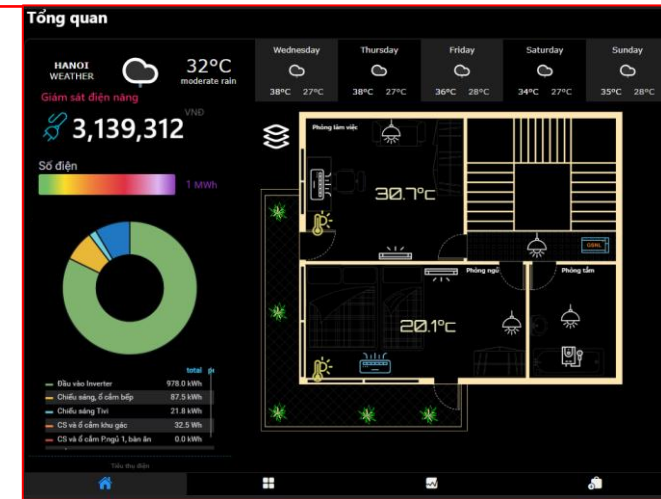 Tổng quan
HANOI
WEATHER
32°C
moderate rain
Wednesday
38°C 27°C
Thursday
38°C 27°C
Friday
36°C 28°C
Saturday
34°C 27°C
Sunday
35°C 28°C
Giám sát điện năng
VNĐ
3,139,312
Số điện
1 MWh
Phòng làm việc
30.7°C
OSNL
Phòng ngủ
Phòng tắm
20.1°C
total
Đầu vào Inverter 978.0 kWh
Chiếu sáng, ổ cắm bếp 87.5 kWh
Chiếu sáng Tivi 21.8 kWh
CS và ổ cắm khu gác 32.5 Wh
CS và ổ cắm P.ngủ 1, bàn ăn 0.0 kWh
Tiêu thụ điện